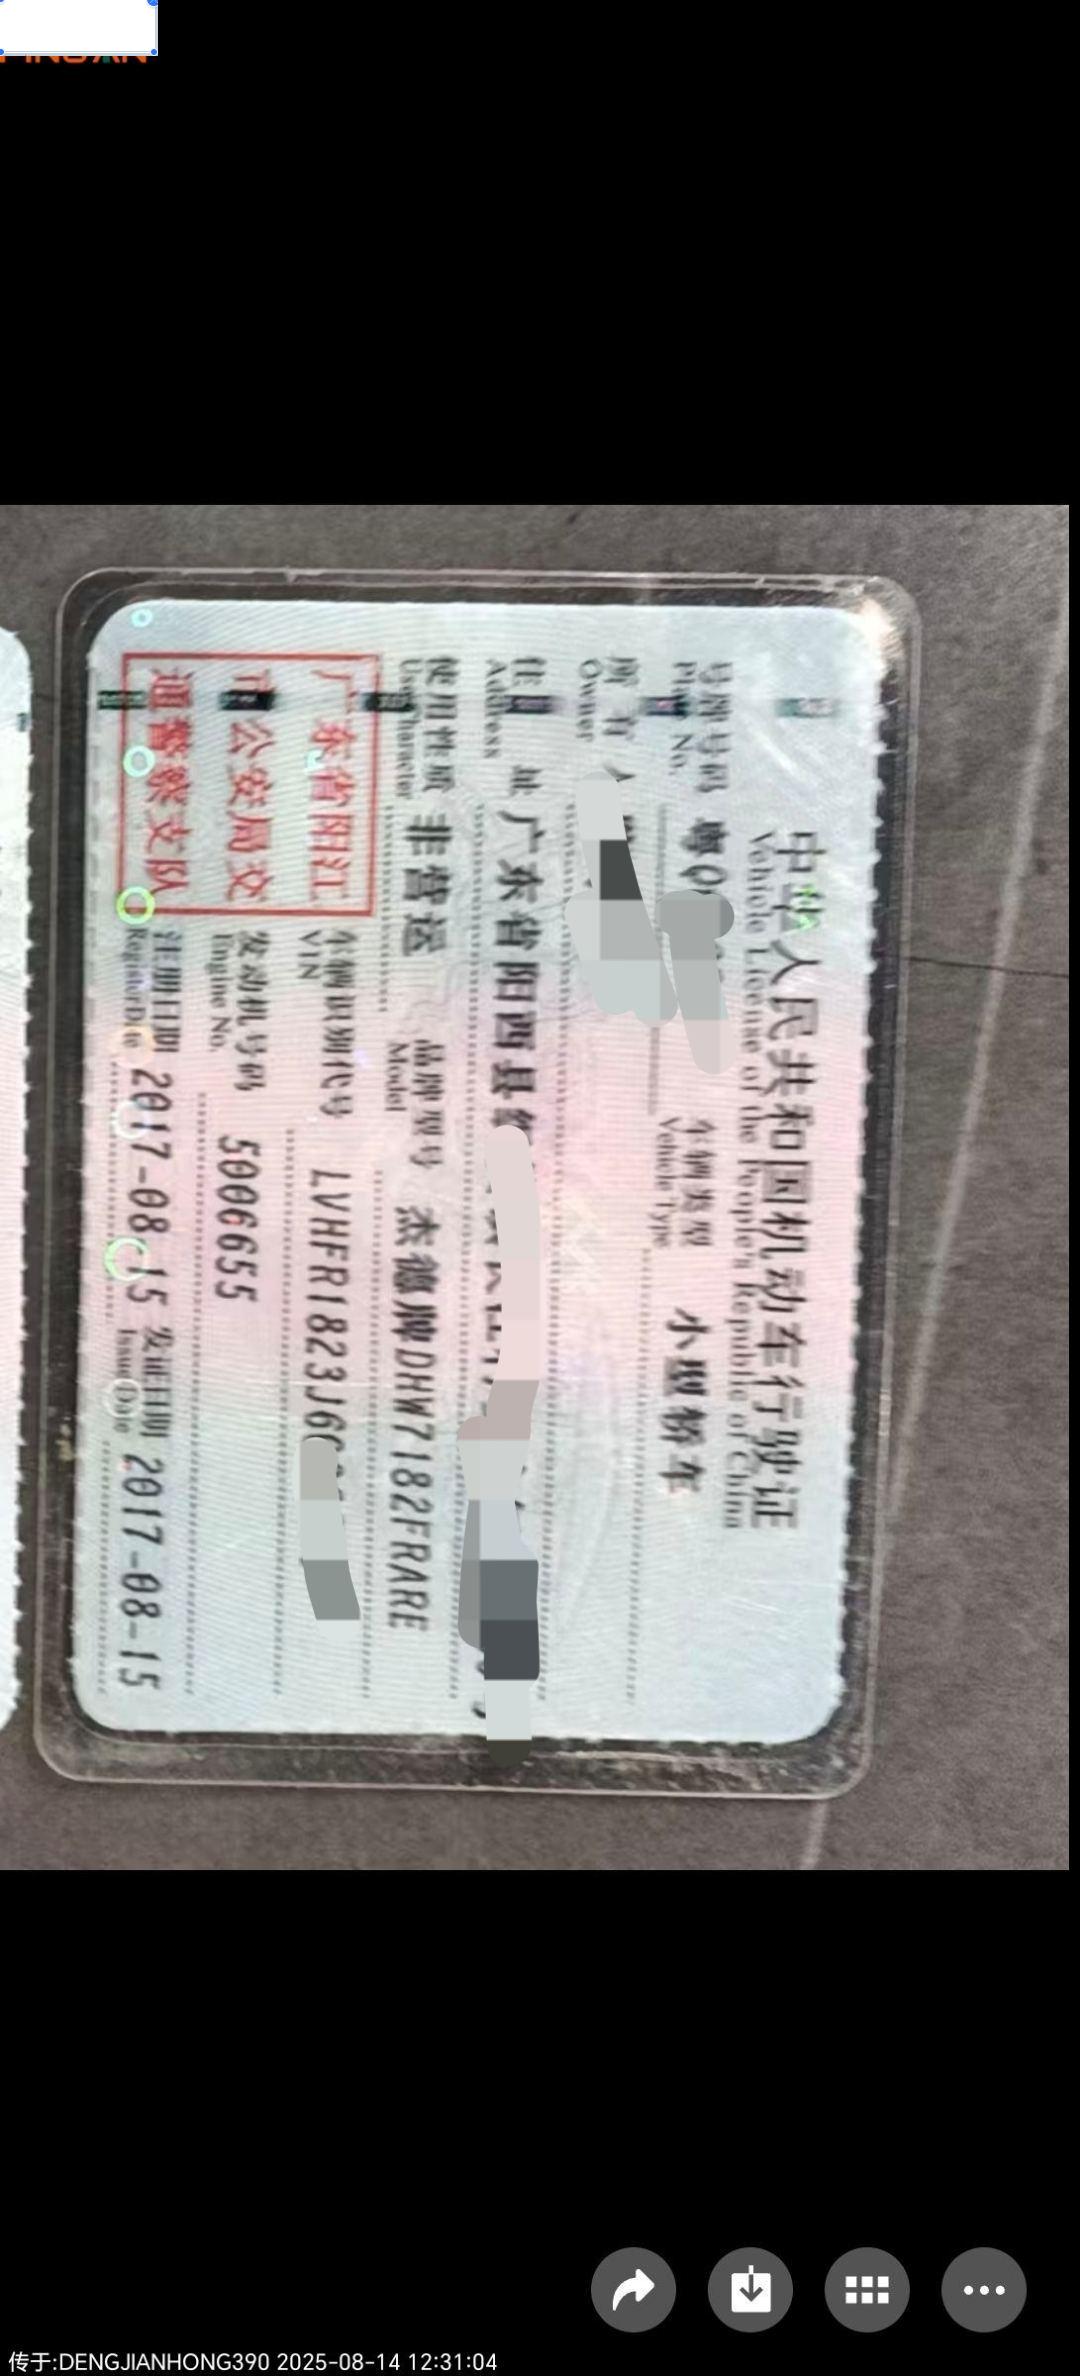 中华人民共和国机动车行驶证
Vehicle License of the People's Republic of China
号牌号码 粤Q
Plate No.
车辆类型 小型轿车
Vehicle Type
所有人
Owner
住址 广东省阳西县
Address
使用性质 非营运
Use Character
品牌型号 杰德牌DHW7182FRARE
Model
广东省阳江
市公安局交
通警察支队
车辆识别代号 LVHFR1823J6
VIN
发动机号码 5006655
Engine No.
注册日期 2017-08-15
Register Date
发证日期 2017-08-15
Issue Date
传于:DENGJIANHONG390 2025-08-14 12:31:04